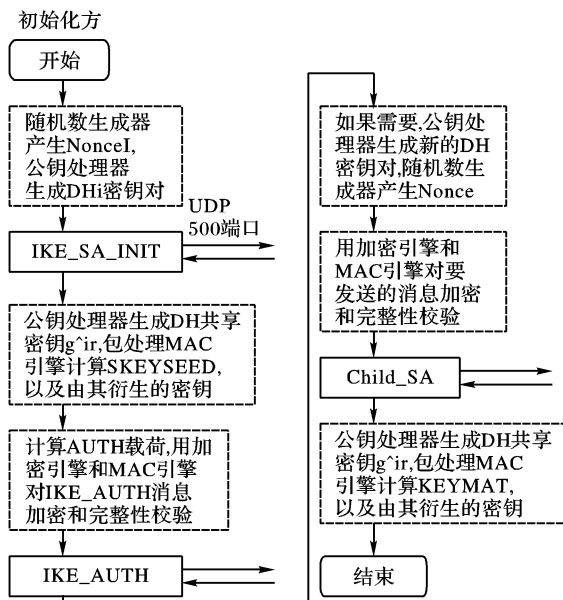 初始化方
开始
随机数生成器
产生NonceI,
公钥处理器
生成DHi密钥对
UDP
500端口
IKE_SA_INIT
公钥处理器生成DH共享
密钥g^ir,包处理MAC
引擎计算SKEYSEED,
以及由其衍生的密钥
计算AUTH载荷,用加
密引擎和MAC引擎
对IKE_AUTH消息
加密和完整性校验
IKE_AUTH
如果需要,公钥处
理器生成新的DH
密钥对,随机数生
成器产生Nonce
用加密引擎和
MAC引擎对要
发送的消息加密
和完整性校验
Child_SA
公钥处理器生成DH共享
密钥g^ir,包处理MAC
引擎计算KEYMAT,
以及由其衍生的密钥
结束